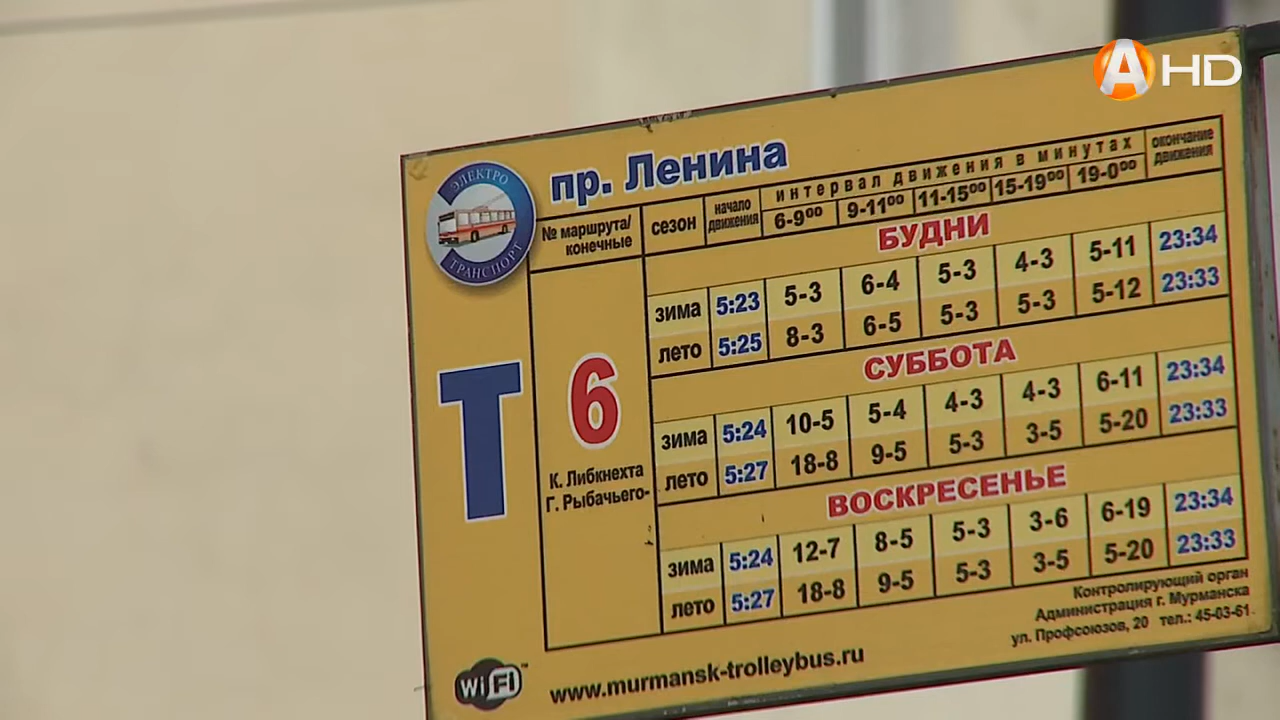 А HD
пр. Ленина
ЭЛЕКТРО
ТРАНСПОРТ
№ маршрута/ конечные
сезон
начало движения
интервал движения в минутах
6-9⁰⁰ 9-11⁰⁰ 11-15⁰⁰ 15-19⁰⁰ 19-0⁰⁰
окончание движения
Т
6
К. Либкнехта
Г. Рыбачьего-
БУДНИ
зима 5:23 5-3 6-4 5-3 4-3 5-11 23:34
лето 5:25 8-3 6-5 5-3 5-3 5-12 23:33
СУББОТА
зима 5:24 10-5 5-4 4-3 4-3 6-11 23:34
лето 5:27 18-8 9-5 5-3 3-5 5-20 23:33
ВОСКРЕСЕНЬЕ
зима 5:24 12-7 8-5 5-3 3-6 6-19 23:34
лето 5:27 18-8 9-5 5-3 3-5 5-20 23:33
Контролирующий орган
Администрация г. Мурманска
ул. Профсоюзов, 20 тел.: 45-03-61
Wi Fi™
www.murmansk-trolleybus.ru